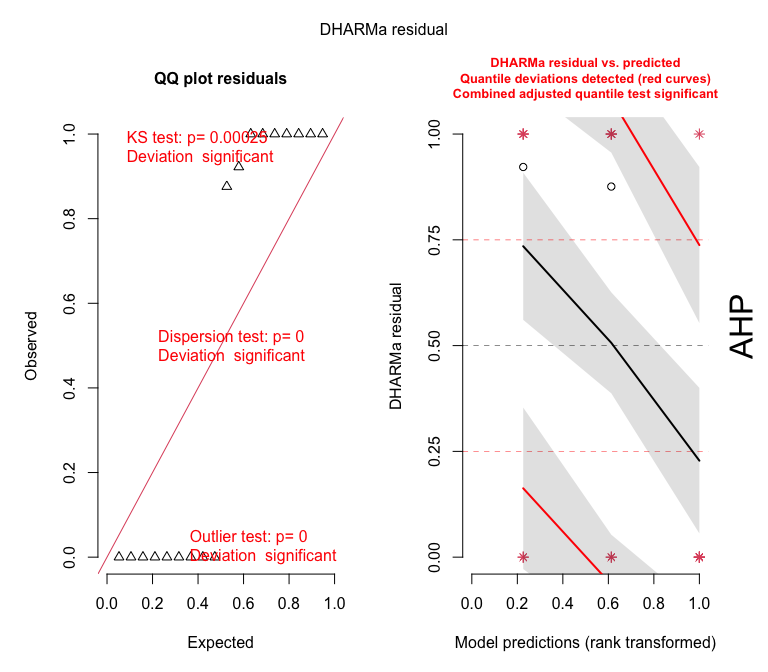 DHARMa residual
QQ plot residuals
KS test: p= 0.00025
Deviation  significant
Dispersion test: p= 0
Deviation  significant
Outlier test: p= 0
Deviation  significant
Observed
0.0 0.2 0.4 0.6 0.8 1.0
0.0 0.2 0.4 0.6 0.8 1.0
Expected
DHARMa residual vs. predicted
Quantile deviations detected (red curves)
Combined adjusted quantile test significant
DHARMa residual
0.00 0.25 0.50 0.75 1.00
0.0 0.2 0.4 0.6 0.8 1.0
Model predictions (rank transformed)
AHP